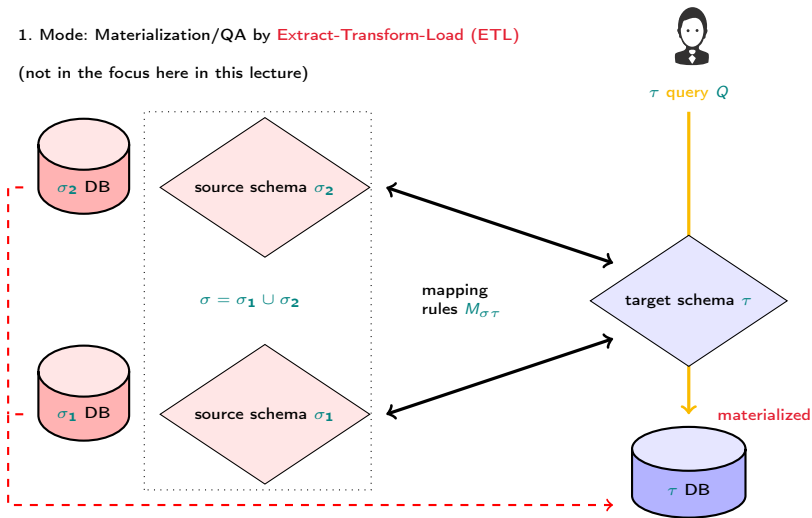 1. Mode: Materialization/QA by Extract-Transform-Load (ETL)
(not in the focus here in this lecture)
τ query Q
σ₂ DB
source schema σ₂
mapping
rules M_στ
σ = σ₁ ∪ σ₂
target schema τ
σ₁ DB
source schema σ₁
materialized
τ DB